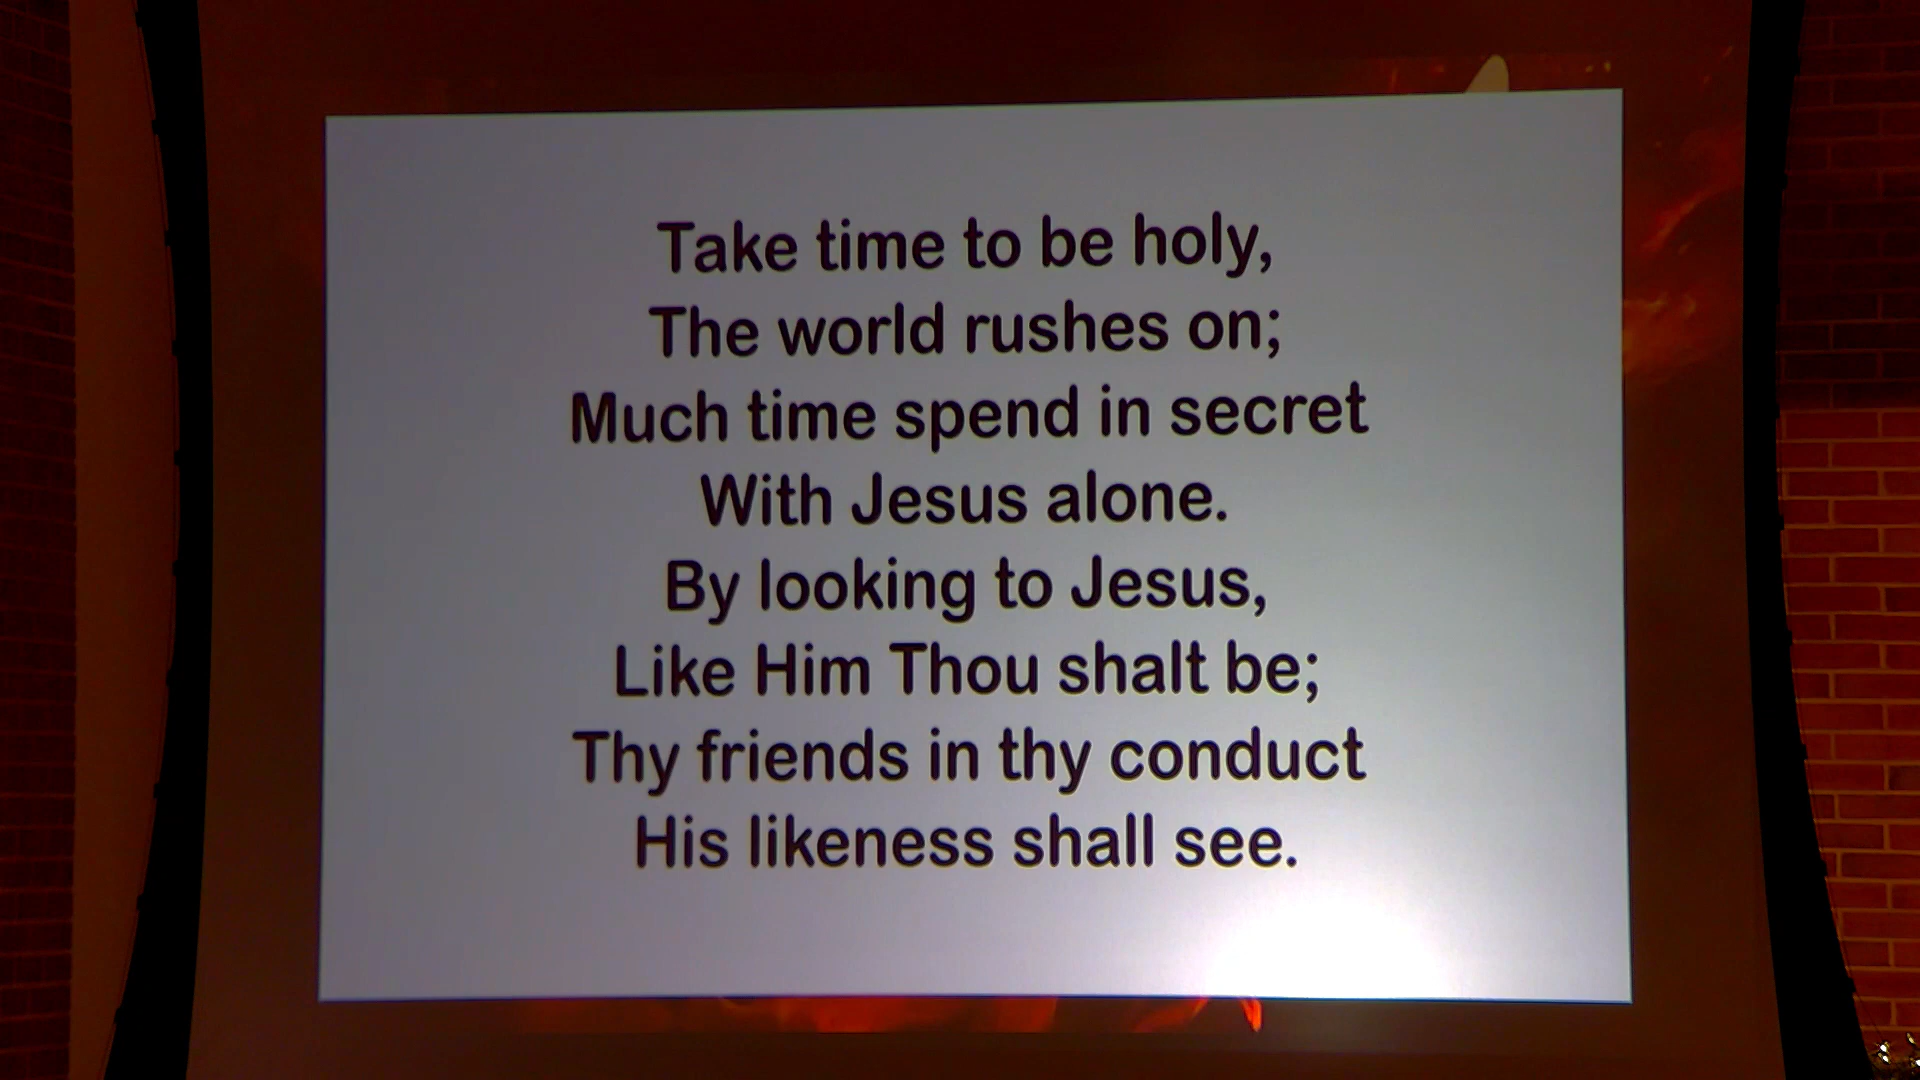 Take time to be holy,
The world rushes on;
Much time spend in secret
With Jesus alone.
By looking to Jesus,
Like Him Thou shalt be;
Thy friends in thy conduct
His likeness shall see.